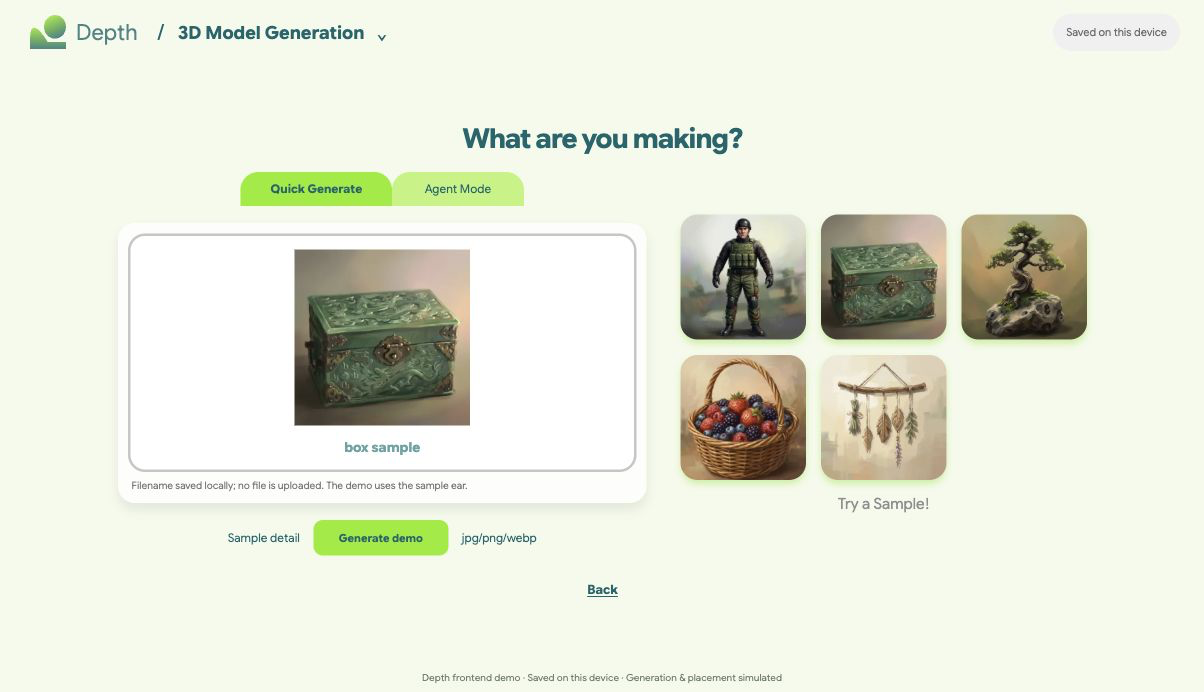 Depth / 3D Model Generation
Saved on this device
What are you making?
Quick Generate
Agent Mode
box sample
Filename saved locally; no file is uploaded. The demo uses the sample ear.
Sample detail
Generate demo
jpg/png/webp
Try a Sample!
Back
Depth frontend demo · Saved on this device · Generation & placement simulated